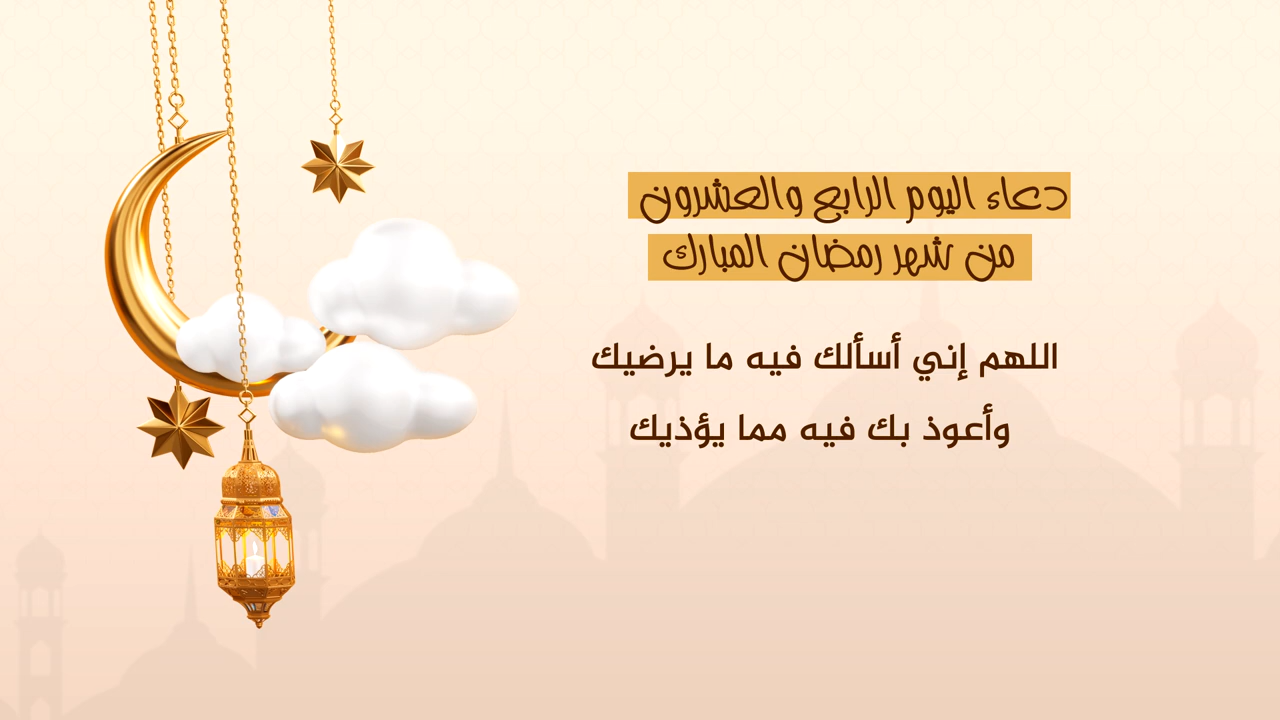 دعاء اليوم الرابع والعشرون
من شهر رمضان المبارك
اللهم إني أسألك فيه ما يرضيك
وأعوذ بك فيه مما يؤذيك